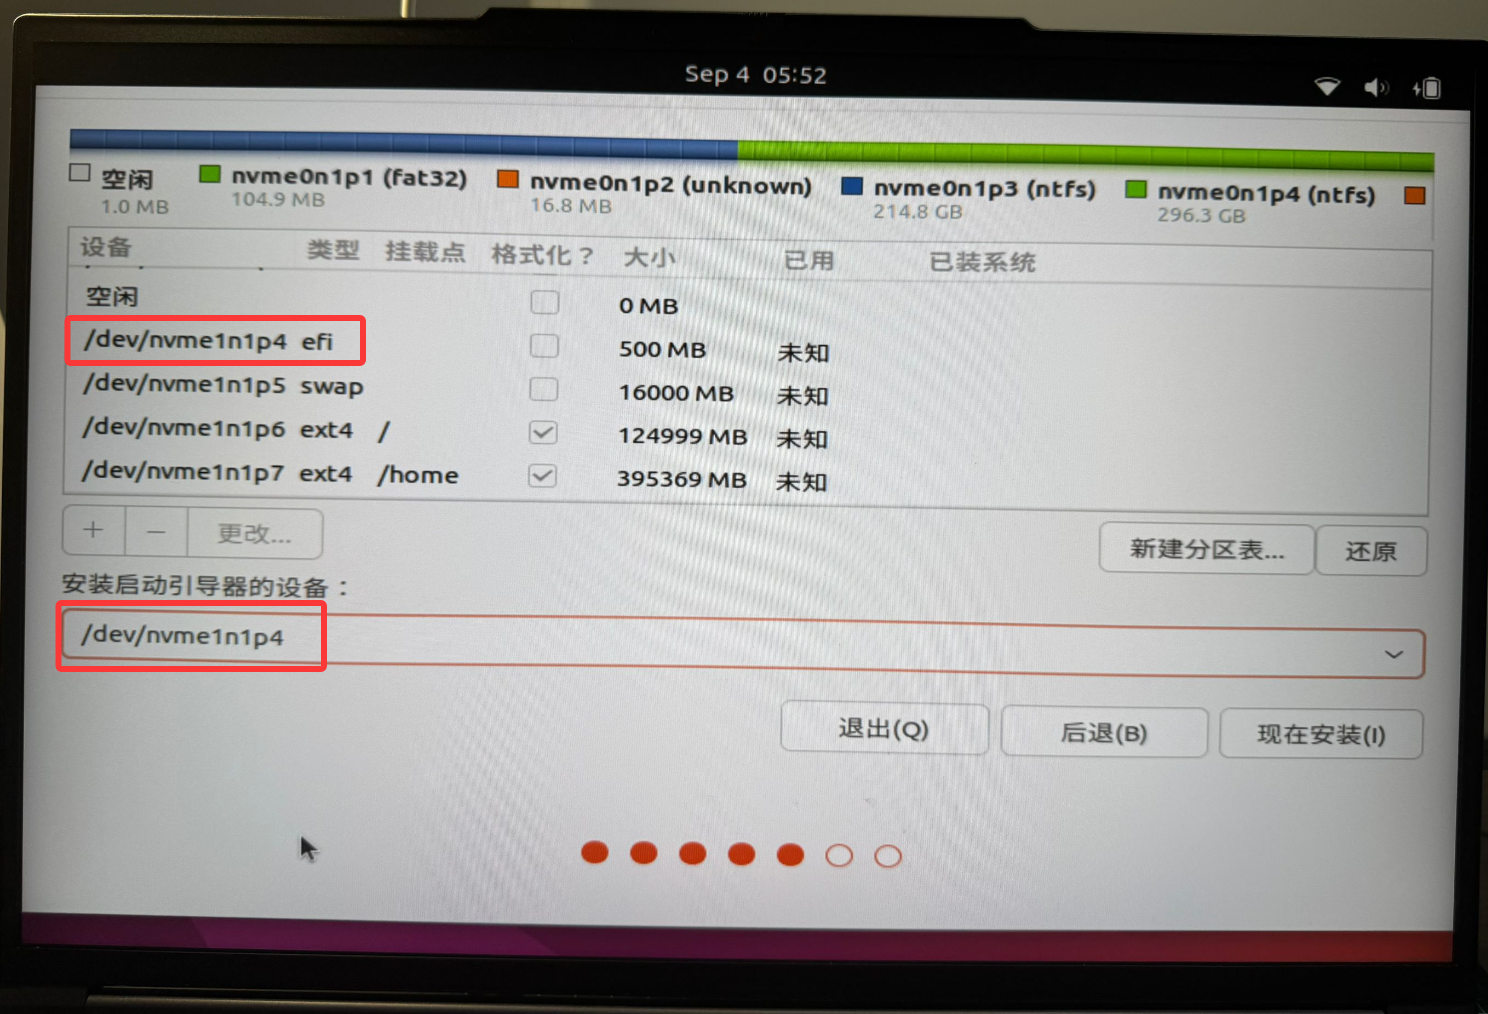 Sep 4 05:52
空闲 nvme0n1p1 (fat32) nvme0n1p2 (unknown) nvme0n1p3 (ntfs) nvme0n1p4 (ntfs)
1.0 MB 104.9 MB 16.8 MB 214.8 GB 296.3 GB
设备 类型 挂载点 格式化？ 大小 已用 已装系统
空闲 0 MB
/dev/nvme1n1p4 efi 500 MB 未知
/dev/nvme1n1p5 swap 16000 MB 未知
/dev/nvme1n1p6 ext4 / 124999 MB 未知
/dev/nvme1n1p7 ext4 /home 395369 MB 未知
+ − 更改... 新建分区表... 还原
安装启动引导器的设备：
/dev/nvme1n1p4
退出(Q) 后退(B) 现在安装(I)